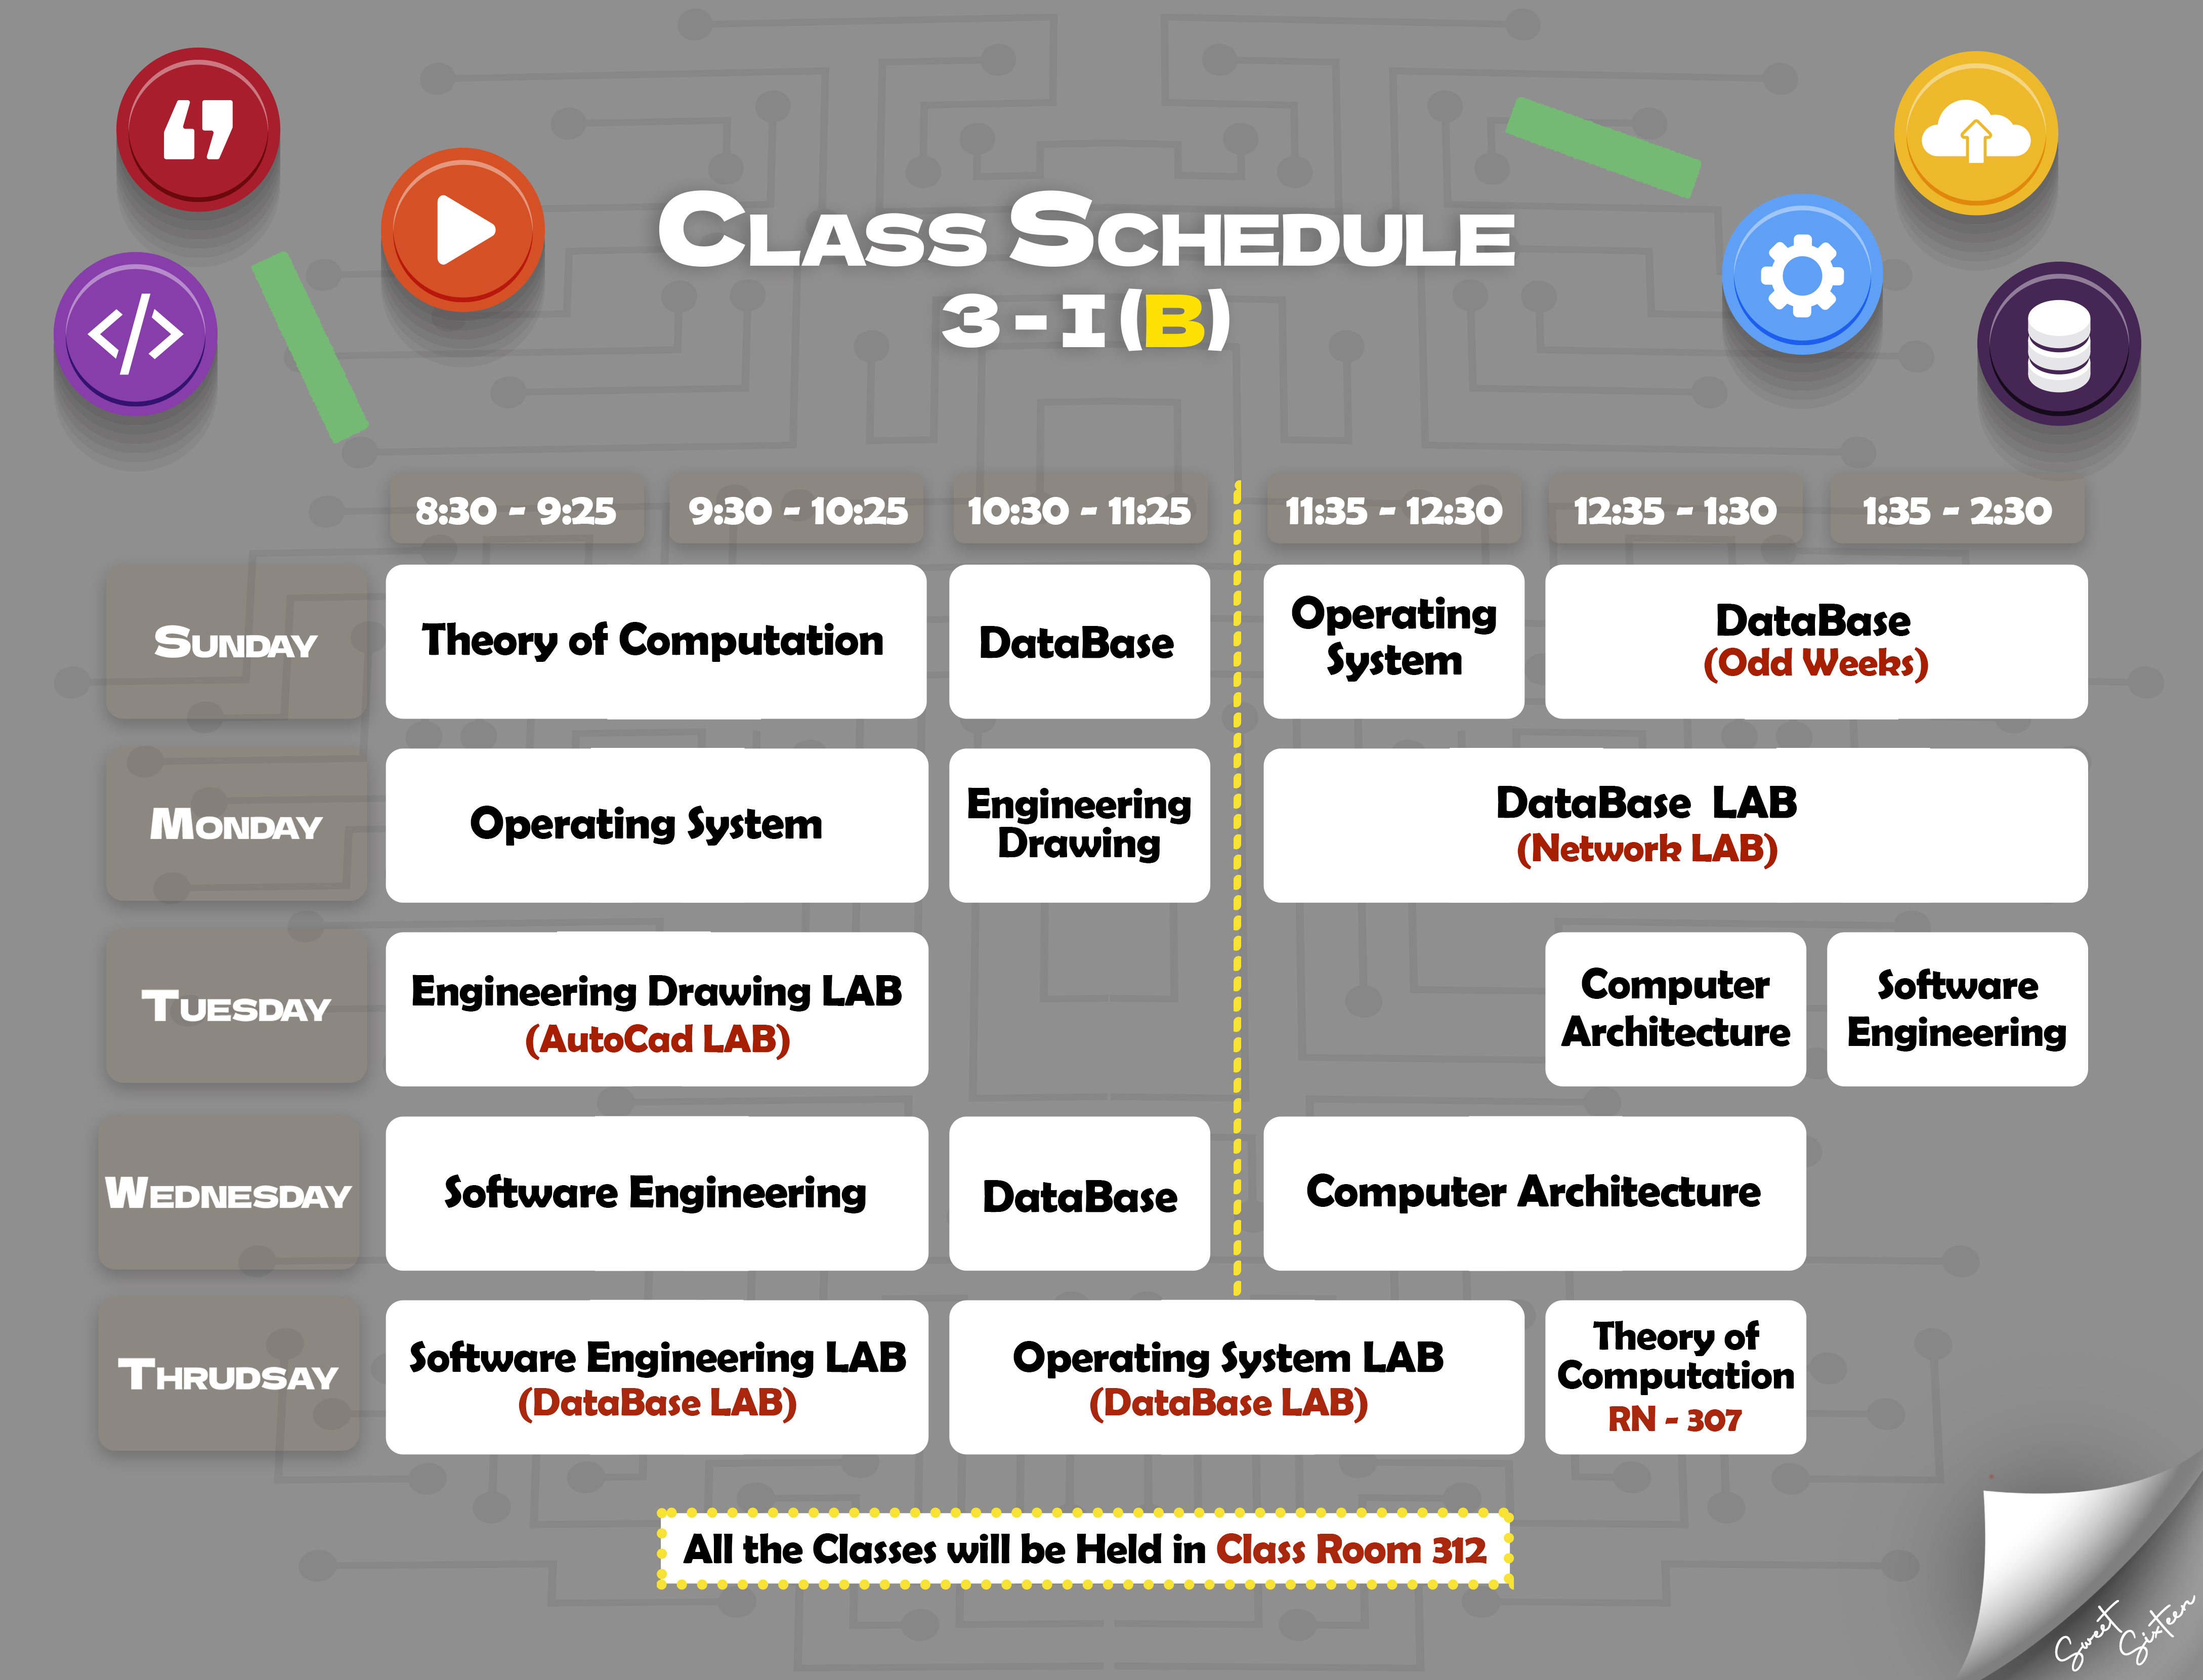 Class Schedule
3 - I (B)
8:30 - 9:25 9:30 - 10:25 10:30 - 11:25 11:35 - 12:30 12:35 - 1:30 1:35 - 2:30
Sunday
Theory of Computation
DataBase
Operating
System
DataBase
(Odd Weeks)
Monday
Operating System
Engineering
Drawing
DataBase LAB
(Network LAB)
Tuesday
Engineering Drawing LAB
(AutoCad LAB)
Computer
Architecture
Software
Engineering
Wednesday
Software Engineering
DataBase
Computer Architecture
Thrudsay
Software Engineering LAB
(DataBase LAB)
Operating System LAB
(DataBase LAB)
Theory of
Computation
RN - 307
All the Classes will be Held in Class Room 312
Sweet
Sixteen